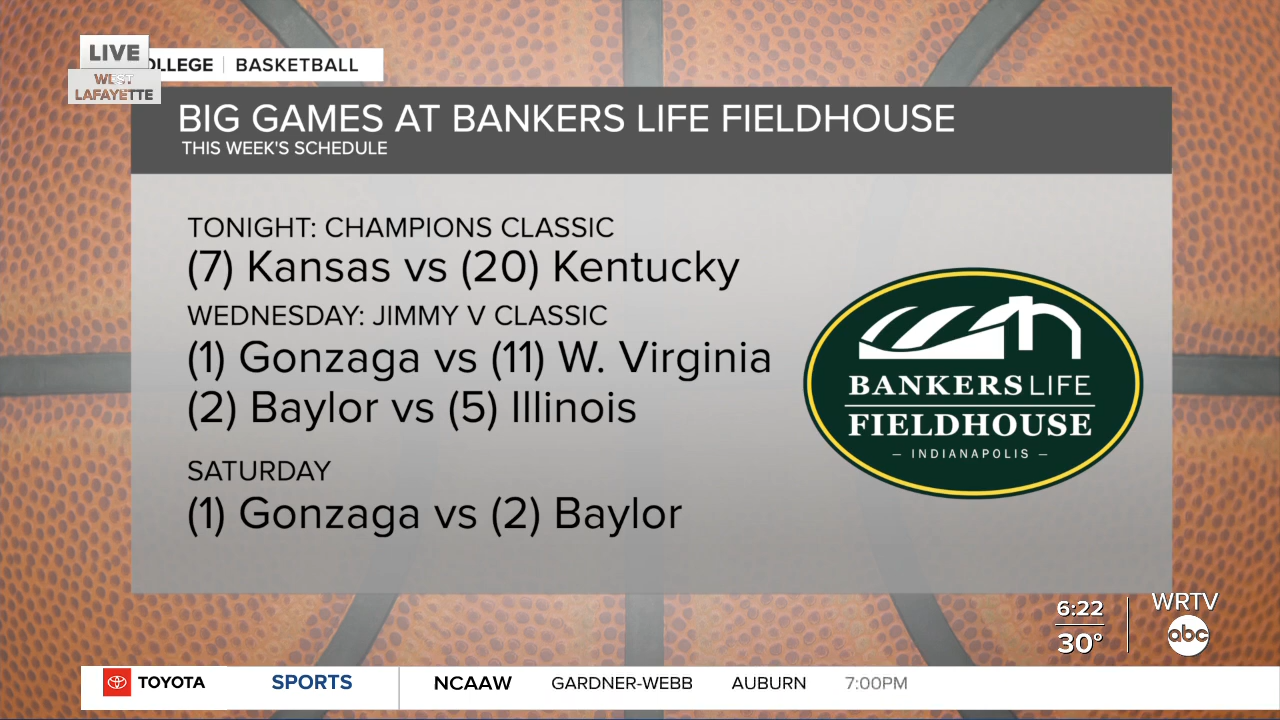 LIVE
WEST
LAFAYETTE
OLLEGE | BASKETBALL
BIG GAMES AT BANKERS LIFE FIELDHOUSE
THIS WEEK'S SCHEDULE
TONIGHT: CHAMPIONS CLASSIC
(7) Kansas vs (20) Kentucky
WEDNESDAY: JIMMY V CLASSIC
(1) Gonzaga vs (11) W. Virginia
(2) Baylor vs (5) Illinois
SATURDAY
(1) Gonzaga vs (2) Baylor
BANKERS LIFE
FIELDHOUSE
– INDIANAPOLIS –
6:22
30°
WRTV
abc
TOYOTA SPORTS NCAAW GARDNER-WEBB AUBURN 7:00PM